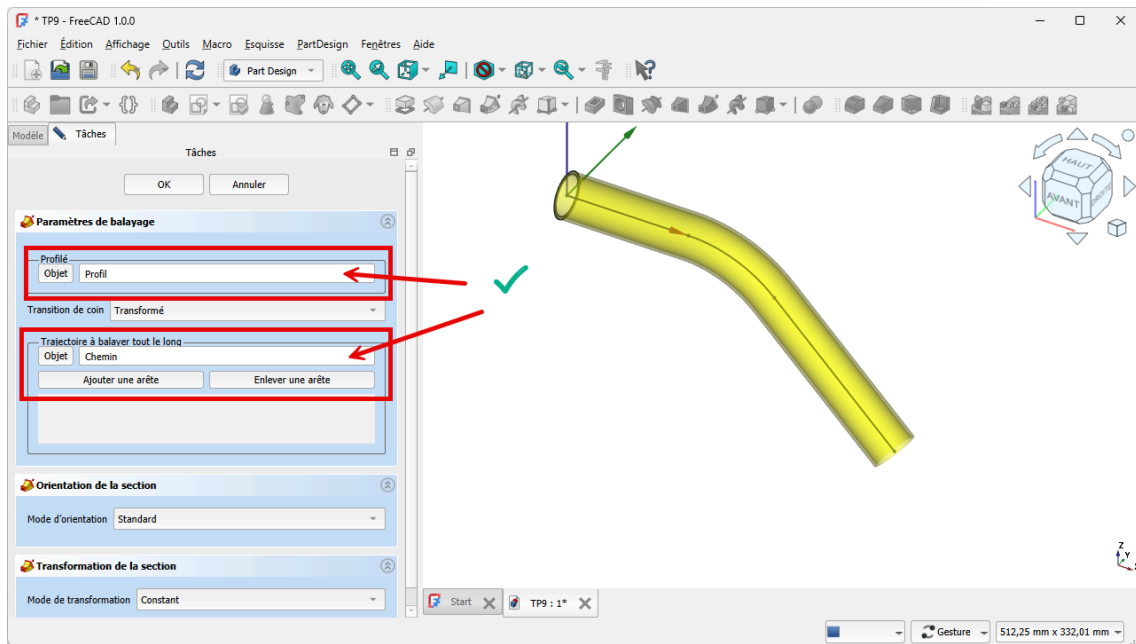 * TP9 - FreeCAD 1.0.0
Fichier Édition Affichage Outils Macro Esquisse PartDesign Fenêtres Aide
Part Design
Modèle Tâches
Tâches
OK Annuler
Paramètres de balayage
Profilé
Objet Profil
Transition de coin Transformé
Trajectoire à balayer tout le long
Objet Chemin
Ajouter une arête Enlever une arête
Orientation de la section
Mode d'orientation Standard
Transformation de la section
Mode de transformation Constant
HAUT
AVANT
DROITE
Z
Y
Start TP9 : 1*
Gesture 512,25 mm x 332,01 mm